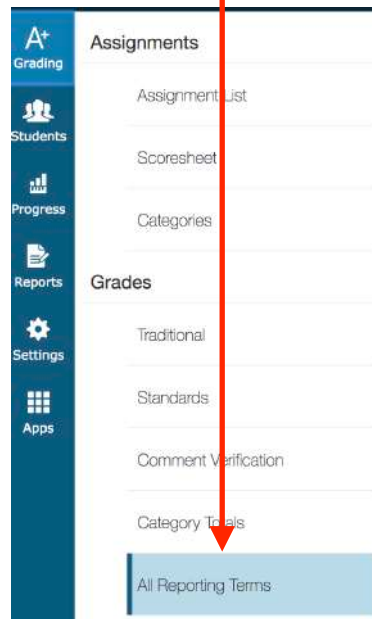 A+
Grading
Students
Progress
Reports
Settings
Apps
Assignments
Assignment List
Scoresheet
Categories
Grades
Traditional
Standards
Comment Verification
Category Totals
All Reporting Terms